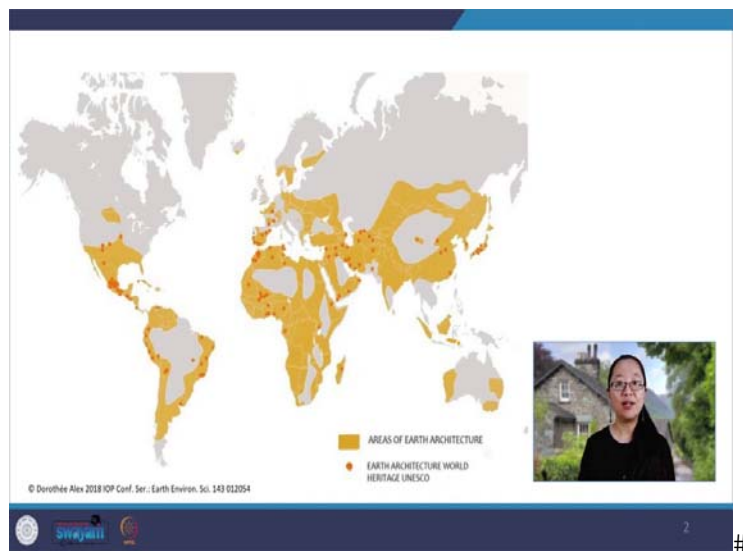 AREAS OF EARTH ARCHITECTURE
EARTH ARCHITECTURE WORLD
HERITAGE UNESCO
© Dorothée Alex 2018 IOP Conf. Ser.: Earth Environ. Sci. 143 012054
swayam
2
#